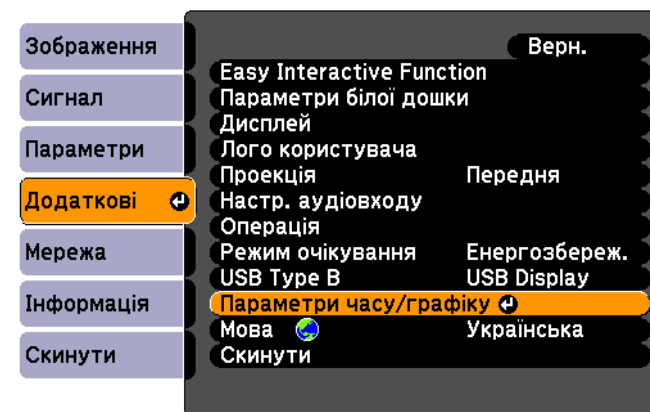 Зображення
Сигнал
Параметри
Додаткові
Мережа
Інформація
Скинути
Верн.
Easy Interactive Function
Параметри білої дошки
Дисплей
Лого користувача
Проекція Передня
Настр. аудіовходу
Операція
Режим очікування Енергозбереж.
USB Type B USB Display
Параметри часу/графіку
Мова Українська
Скинути